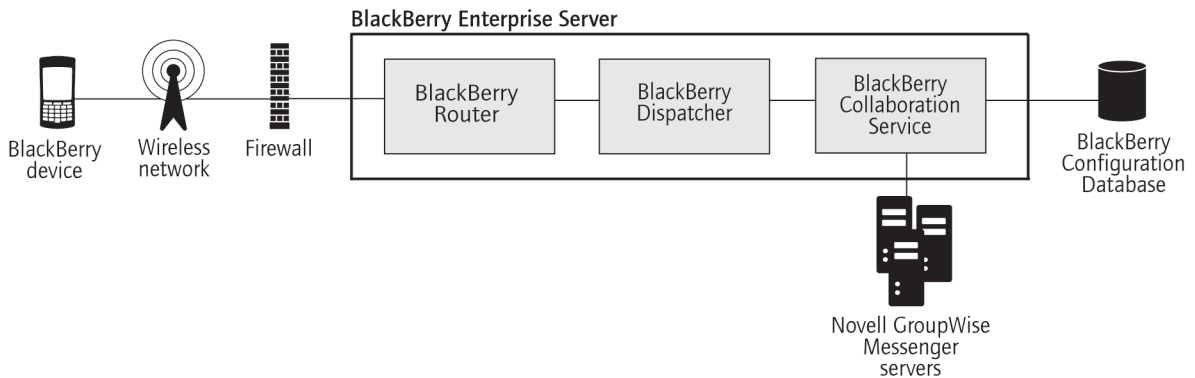 BlackBerry Enterprise Server
BlackBerry
device
Wireless
network
Firewall
BlackBerry
Router
BlackBerry
Dispatcher
BlackBerry
Collaboration
Service
BlackBerry
Configuration
Database
Novell GroupWise
Messenger
servers